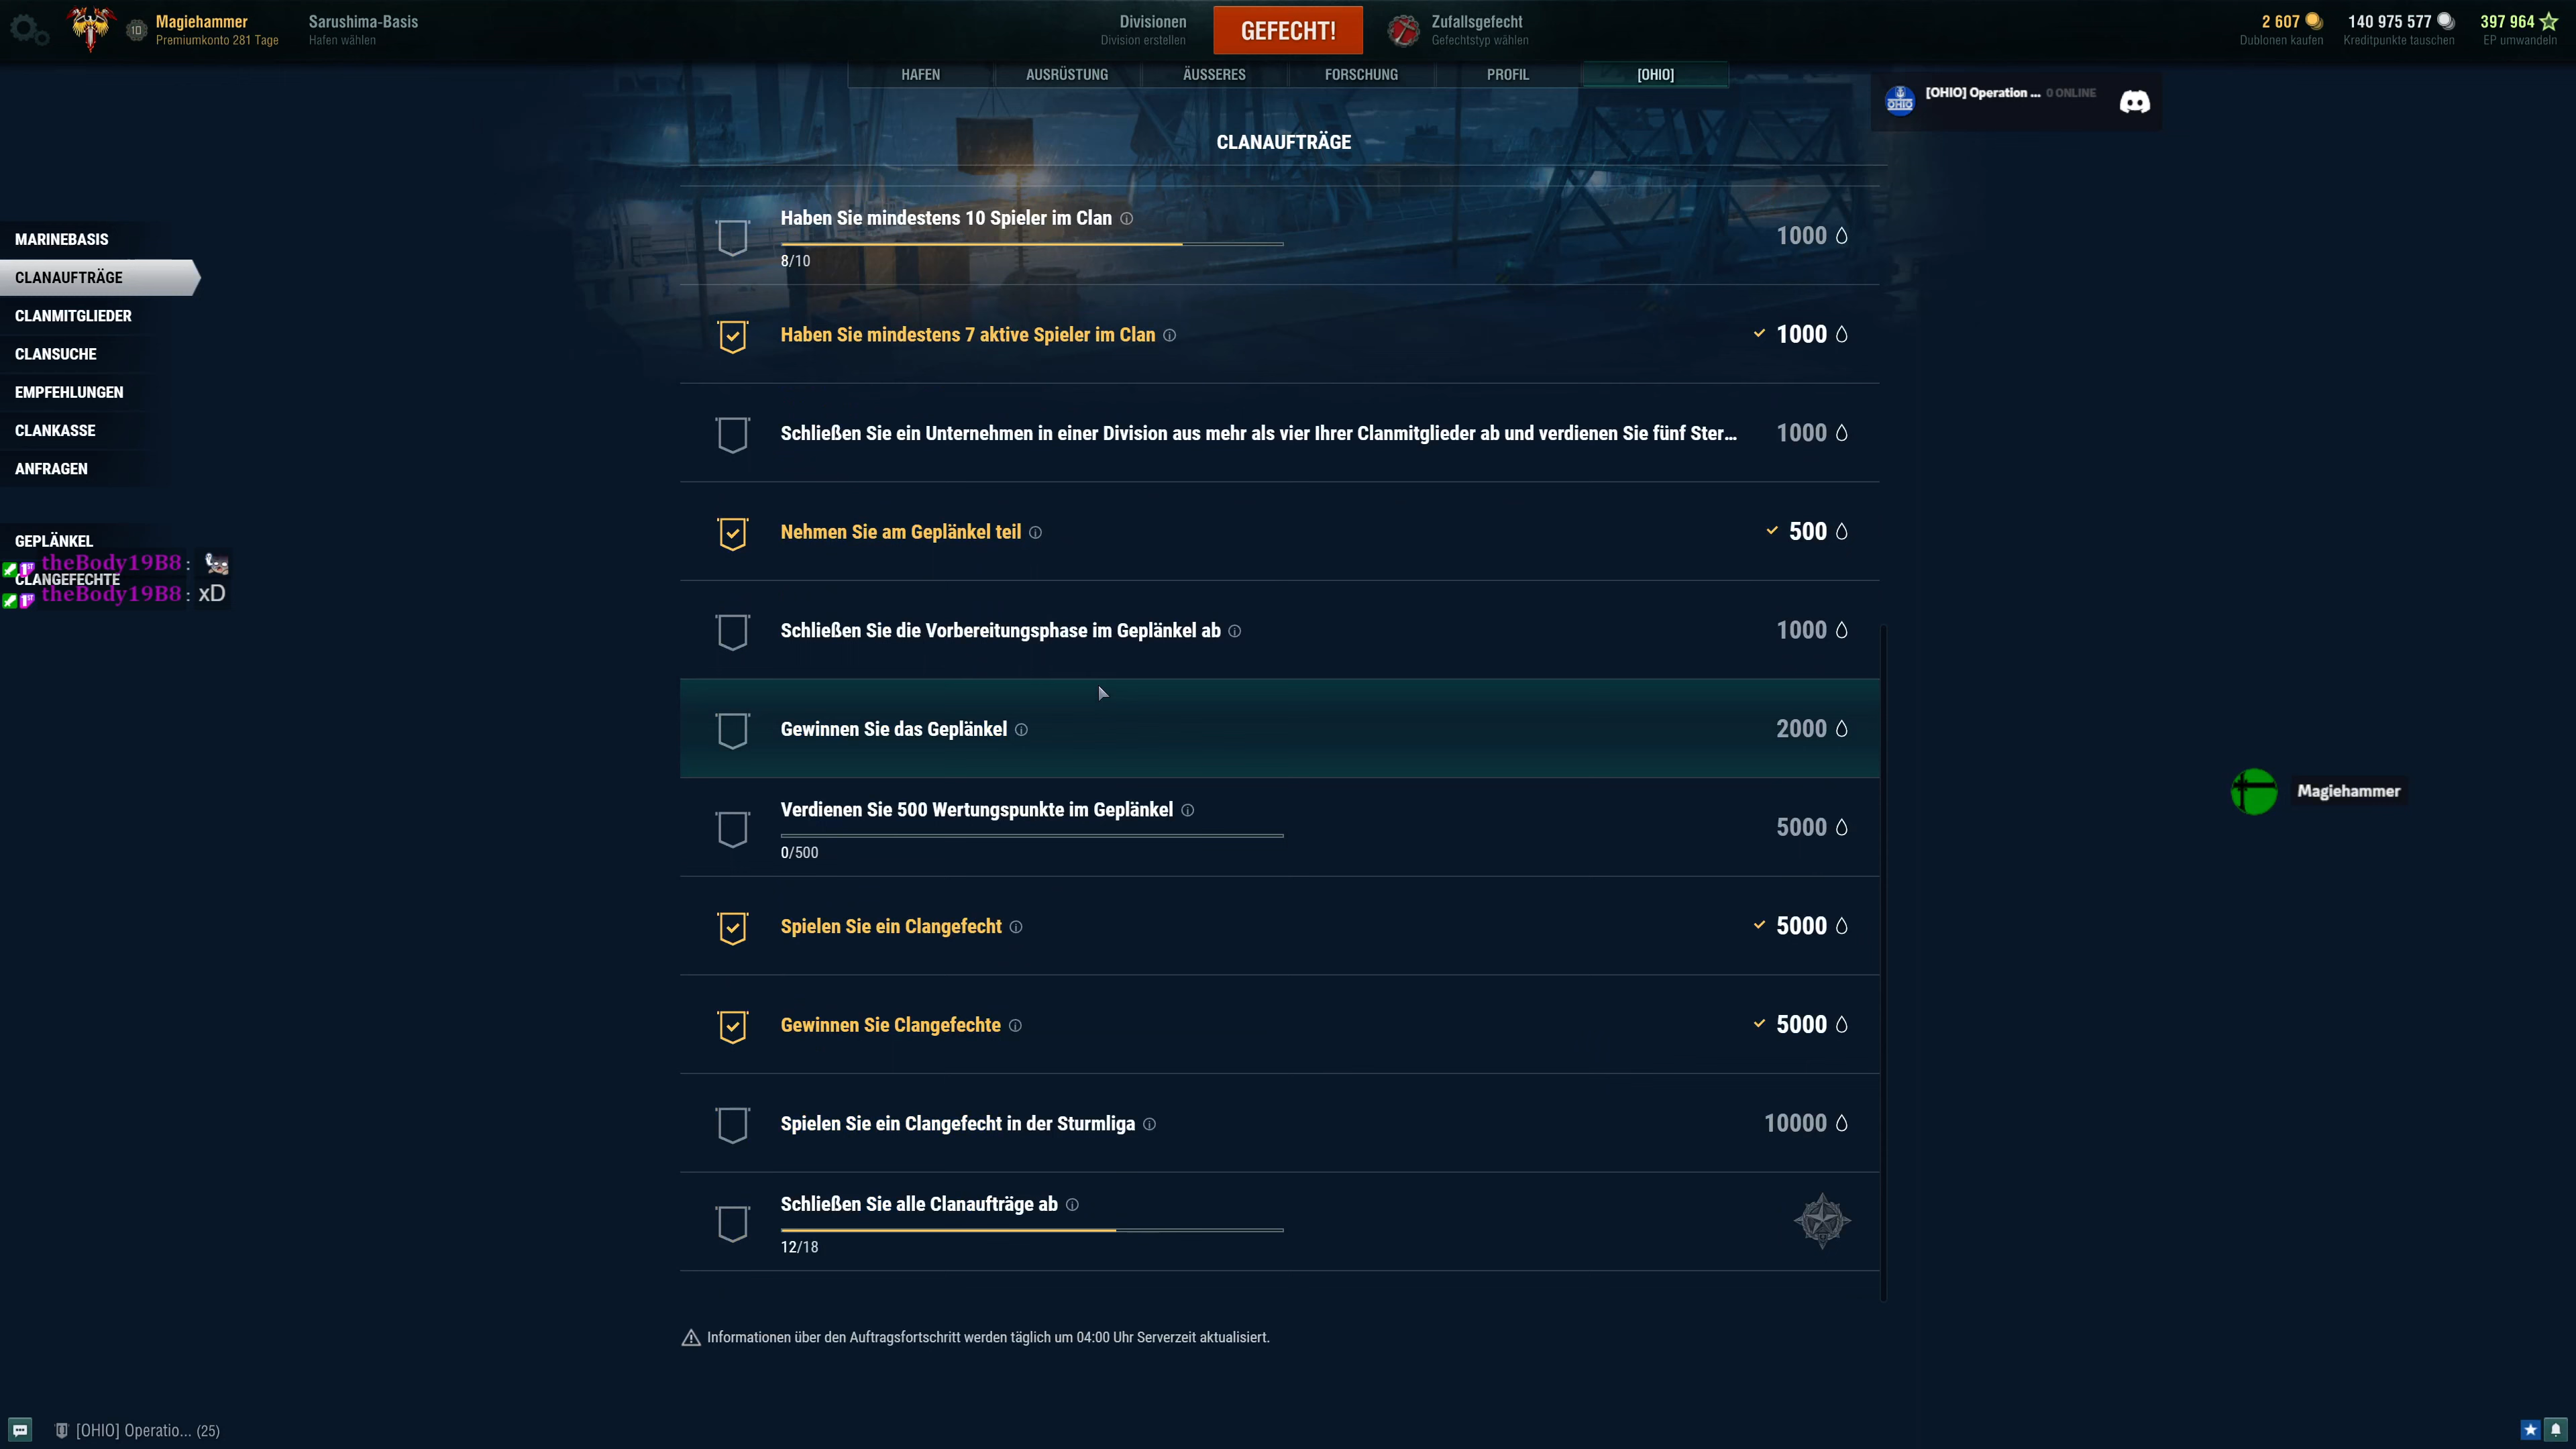 Magiehammer
Premiumkonto 281 Tage
10
Sarushima-Basis
Hafen wählen
Divisionen
Division erstellen
GEFECHT!
Zufallsgefecht
Gefechtstyp wählen
2 607
Dublonen kaufen
140 975 577
Kreditpunkte tauschen
397 964
EP umwandeln
HAFEN
AUSRÜSTUNG
ÄUSSERES
FORSCHUNG
PROFIL
[OHIO]
OHIO
[OHIO] Operation ... 0 ONLINE
CLANAUFTRÄGE
MARINEBASIS
CLANAUFTRÄGE
CLANMITGLIEDER
CLANSUCHE
EMPFEHLUNGEN
CLANKASSE
ANFRAGEN
GEPLÄNKEL
theBody19B8 :
CLANGEFECHTE
theBody19B8 : xD
Haben Sie mindestens 10 Spieler im Clan
8/10
1000
Haben Sie mindestens 7 aktive Spieler im Clan
1000
Schließen Sie ein Unternehmen in einer Division aus mehr als vier Ihrer Clanmitglieder ab und verdienen Sie fünf Ster...
1000
Nehmen Sie am Geplänkel teil
500
Schließen Sie die Vorbereitungsphase im Geplänkel ab
1000
Gewinnen Sie das Geplänkel
2000
Verdienen Sie 500 Wertungspunkte im Geplänkel
0/500
5000
Spielen Sie ein Clangefecht
5000
Gewinnen Sie Clangefechte
5000
Spielen Sie ein Clangefecht in der Sturmliga
10000
Schließen Sie alle Clanaufträge ab
12/18
Magiehammer
Informationen über den Auftragsfortschritt werden täglich um 04:00 Uhr Serverzeit aktualisiert.
[OHIO] Operatio... (25)